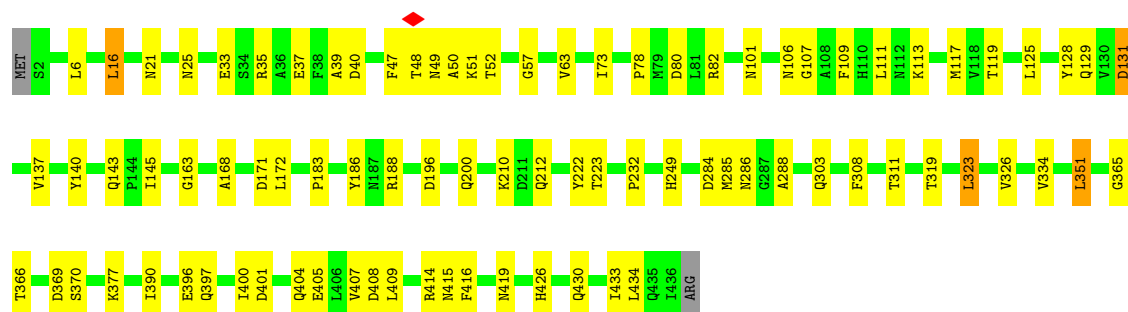 MET S2 L6 L16 N21 N25 E33 S34 R35 A36 E37 F38 A39 D40 F47 T48 N49 A50 K51 T52 G57 V63 I73 P78 M79 D80 L81 R82 N101 N106 G107 A108 F109 H110 L111 N112 K113 M117 V118 T119 L125 Y128 Q129 V130 D131
V137 Y140 Q143 P144 I145 G163 A168 D171 L172 P183 Y186 N187 R188 D196 Q200 K210 D211 Q212 Y222 T223 P232 H249 D284 M285 N286 G287 A288 Q303 F308 T311 T319 L323 V326 V334 L351 G365
T366 D369 S370 K377 I390 E396 Q397 I400 D401 Q404 E405 L406 V407 D408 L409 R414 N415 F416 N419 H426 Q430 I433 L434 Q435 I436 ARG